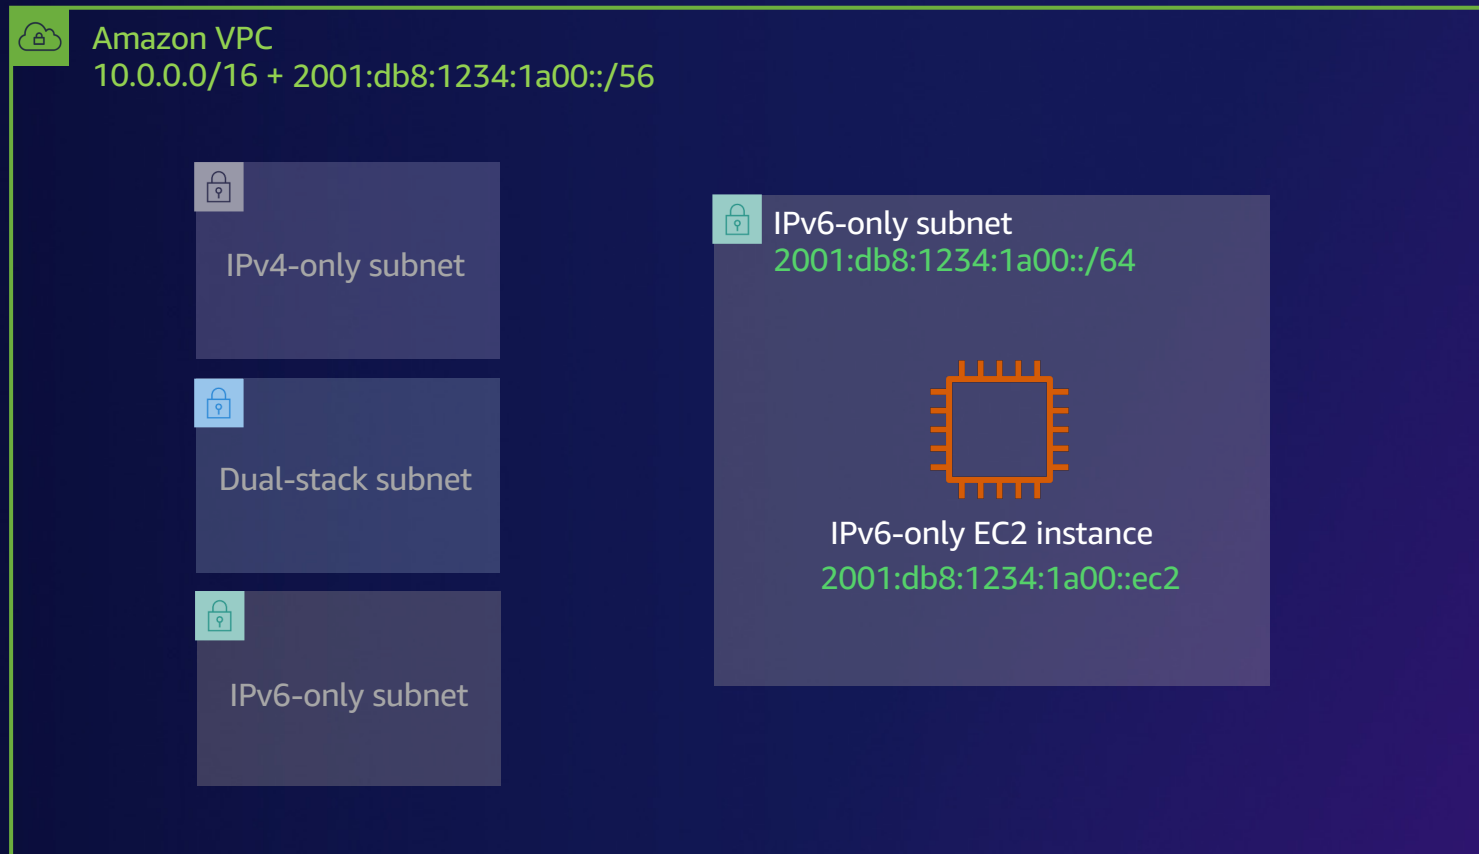 Amazon VPC
10.0.0.0/16 + 2001:db8:1234:1a00::/56
IPv4-only subnet
Dual-stack subnet
IPv6-only subnet
IPv6-only subnet
2001:db8:1234:1a00::/64
IPv6-only EC2 instance
2001:db8:1234:1a00::ec2